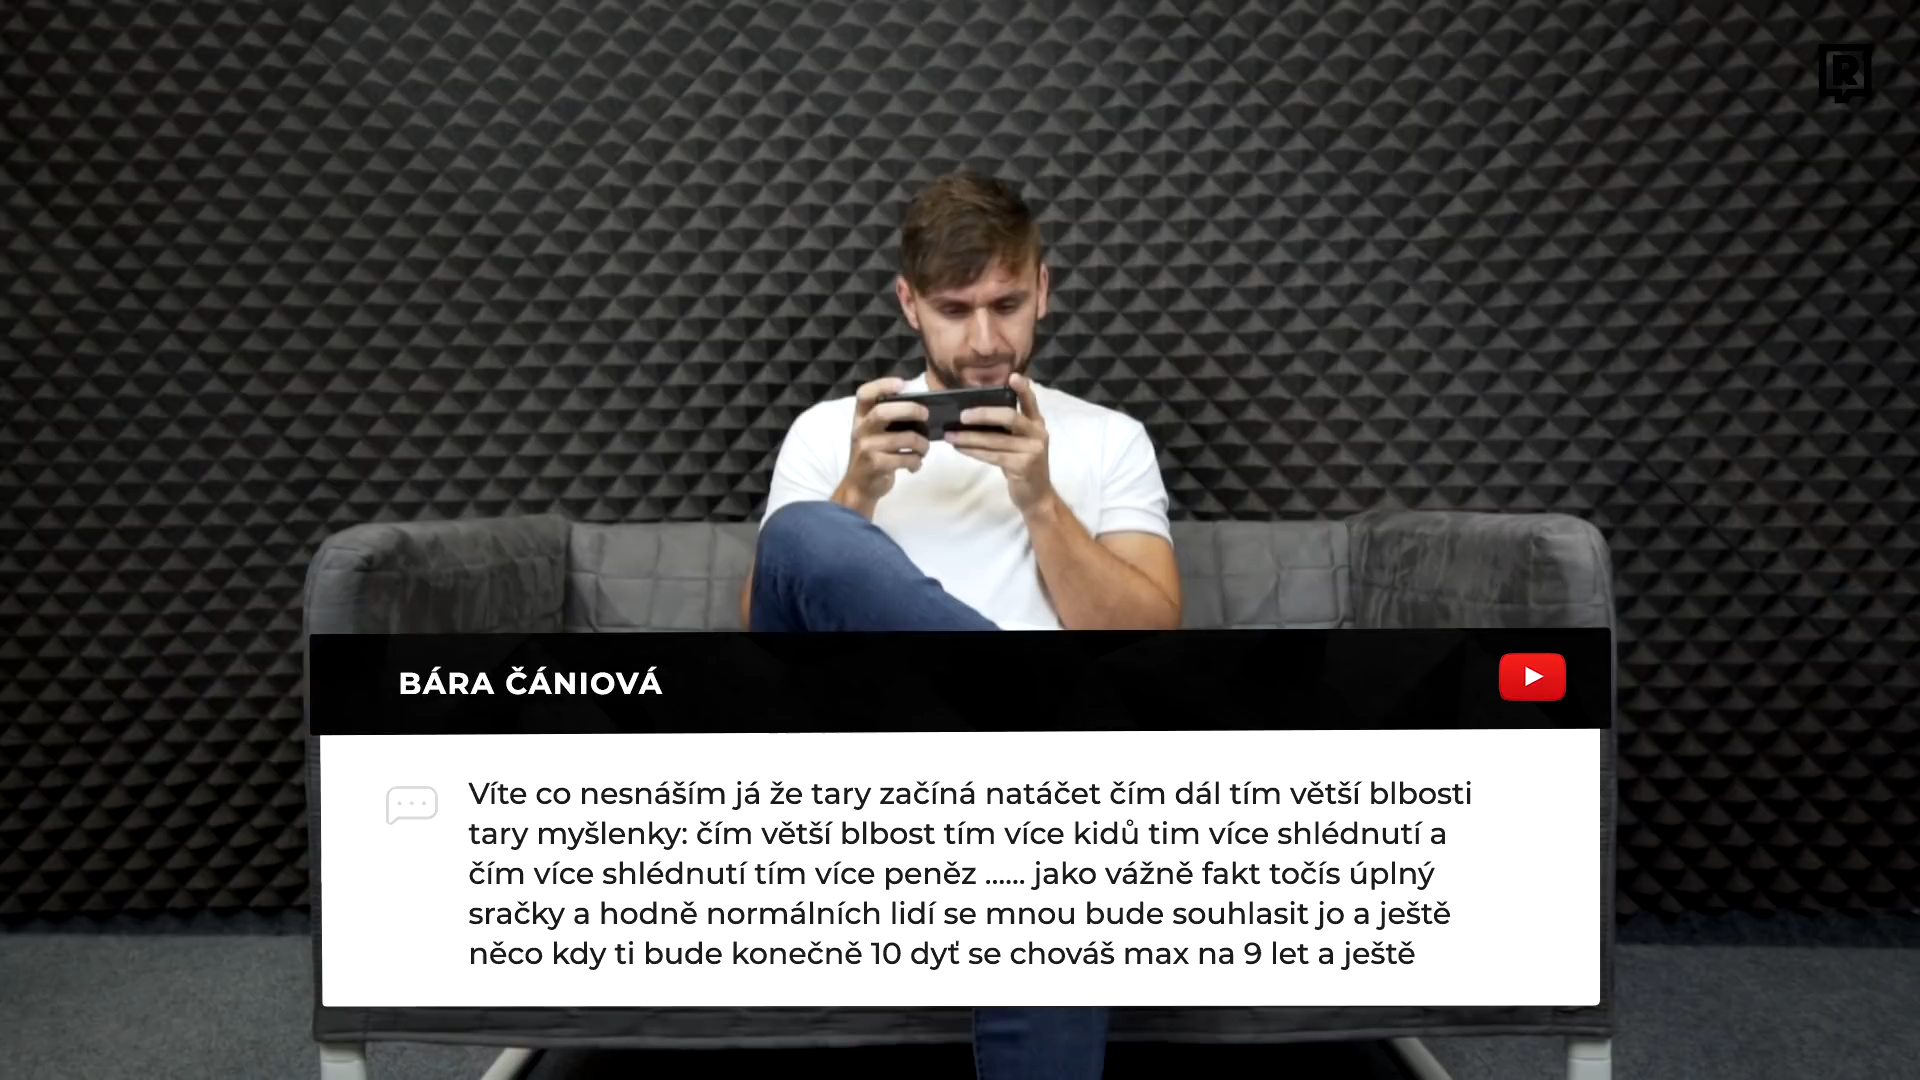 R
BÁRA ČÁNIOVÁ
Víte co nesnáším já že tary začíná natáčet čím dál tím větší blbosti
tary myšlenky: čím větší blbost tím více kidů tim více shlédnutí a
čím více shlédnutí tím více peněz ...... jako vážně fakt točís úplný
sračky a hodně normálních lidí se mnou bude souhlasit jo a ještě
něco kdy ti bude konečně 10 dyť se chováš max na 9 let a ještě